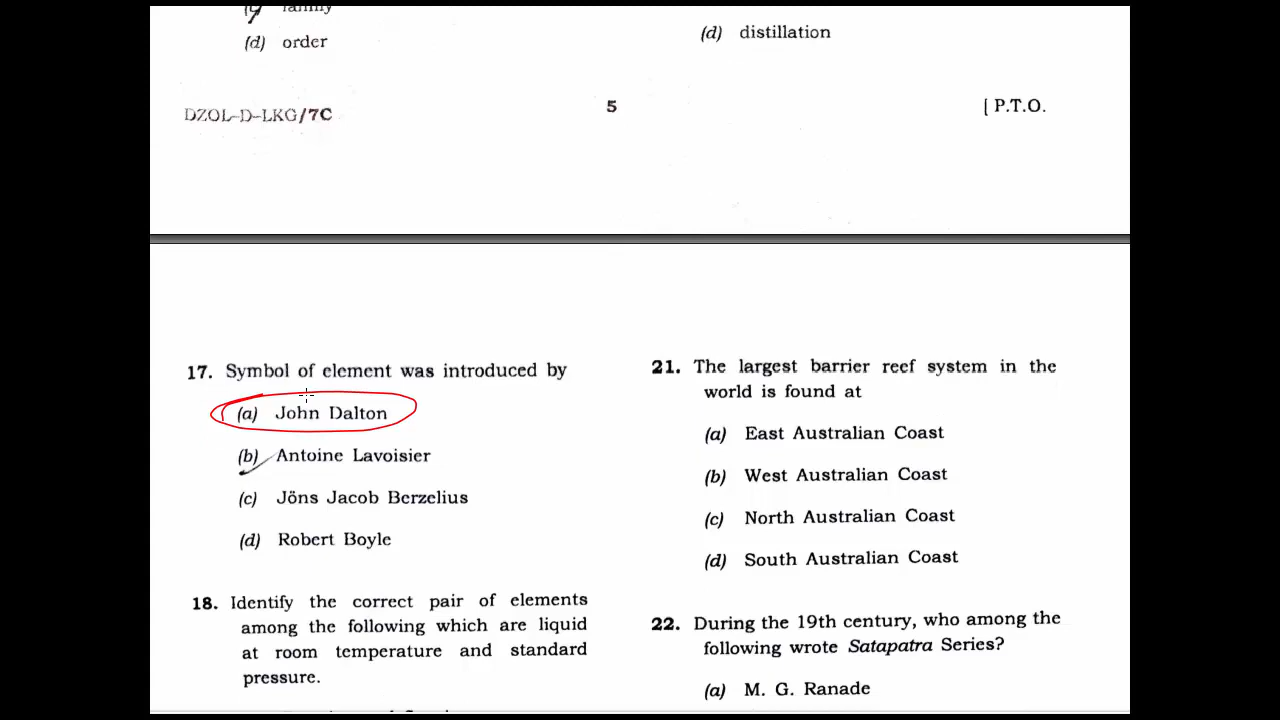 (c) family
(d) order
(d) distillation
DZOL-D-LKG/7C
5
[ P.T.O.
17. Symbol of element was introduced by
(a) John Dalton
(b) Antoine Lavoisier
(c) Jöns Jacob Berzelius
(d) Robert Boyle
18. Identify the correct pair of elements
among the following which are liquid
at room temperature and standard
pressure.
21. The largest barrier reef system in the
world is found at
(a) East Australian Coast
(b) West Australian Coast
(c) North Australian Coast
(d) South Australian Coast
22. During the 19th century, who among the
following wrote Satapatra Series?
(a) M. G. Ranade